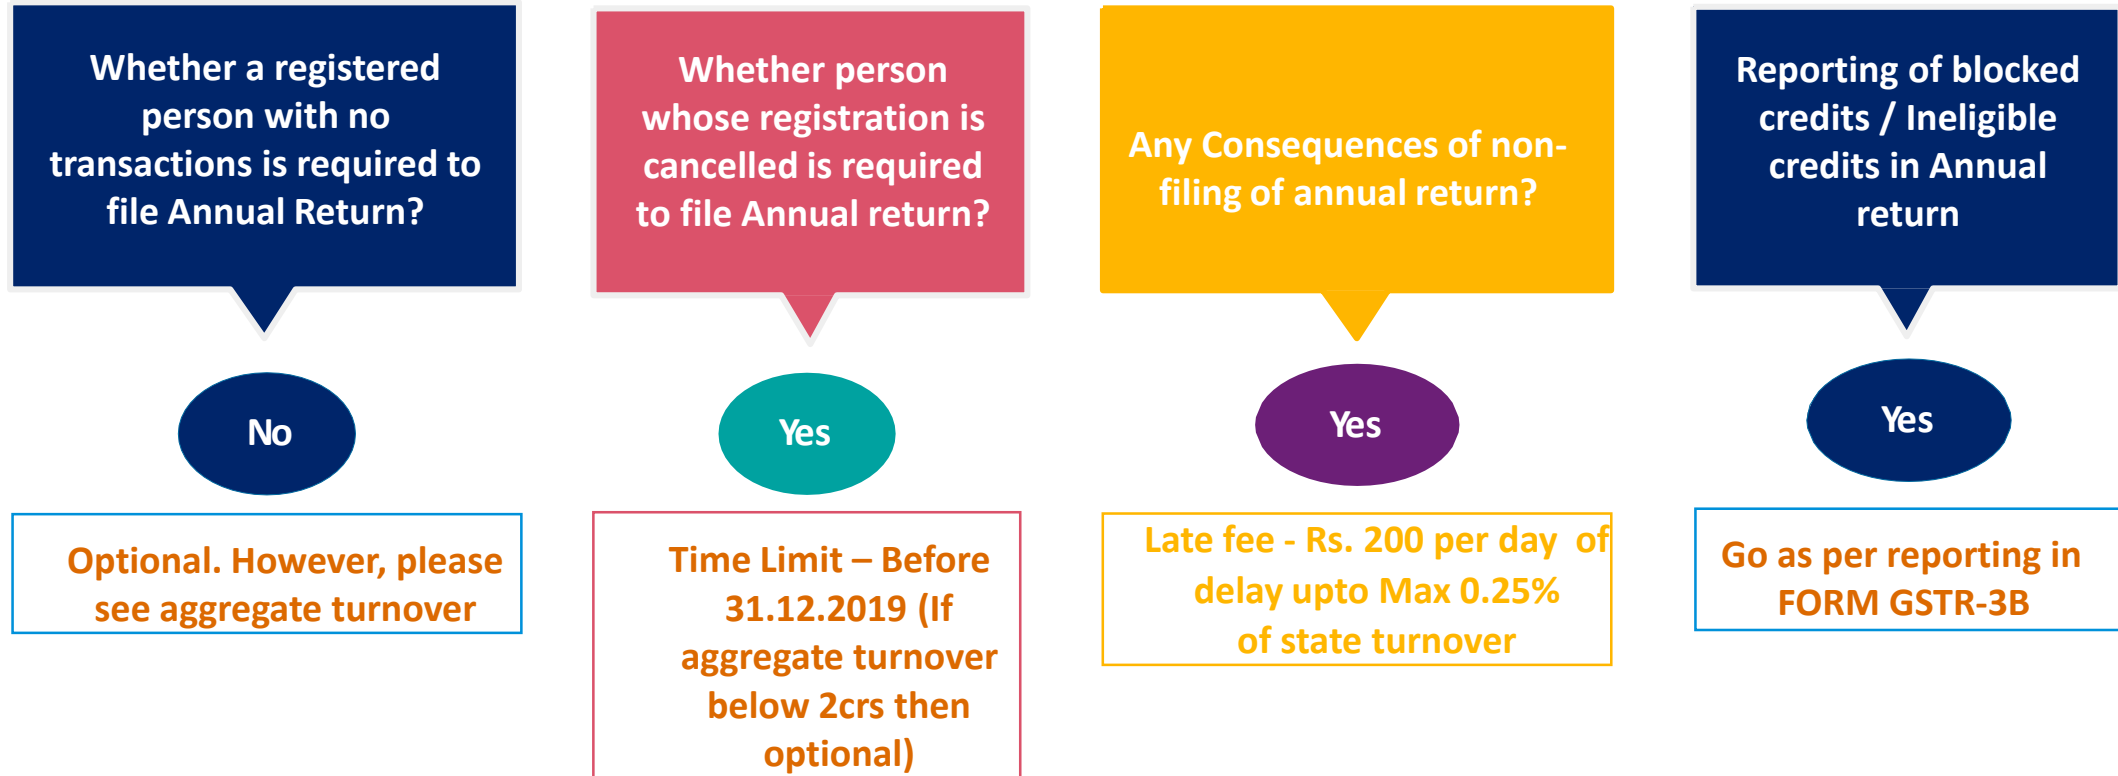 Whether a registered
person with no
transactions is required to
file Annual Return?
No
Optional. However, please
see aggregate turnover
Whether person
whose registration is
cancelled is required
to file Annual return?
Yes
Time Limit – Before
31.12.2019 (If
aggregate turnover
below 2crs then
optional)
Any Consequences of non-
filing of annual return?
Yes
Late fee - Rs. 200 per day of
delay upto Max 0.25%
of state turnover
Reporting of blocked
credits / Ineligible
credits in Annual
return
Yes
Go as per reporting in
FORM GSTR-3B